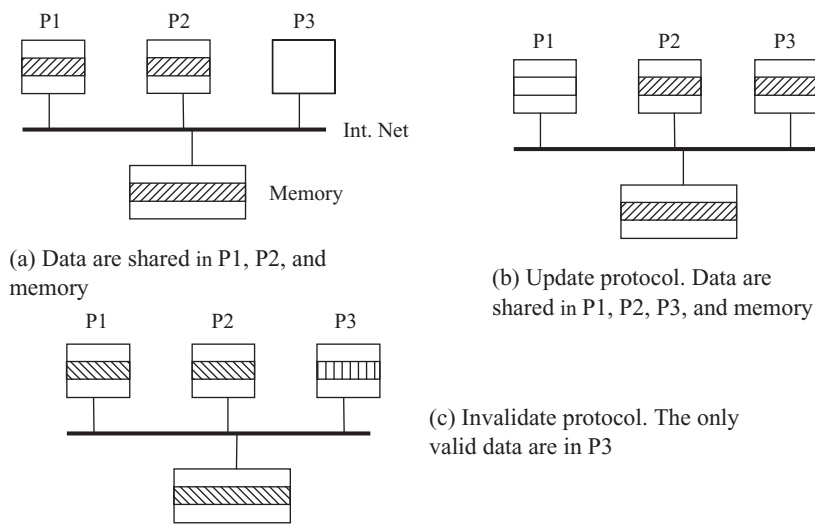 P1 P2 P3
Int. Net
Memory
(a) Data are shared in P1, P2, and
memory
P1 P2 P3
(b) Update protocol. Data are
shared in P1, P2, P3, and memory
P1 P2 P3
(c) Invalidate protocol. The only
valid data are in P3